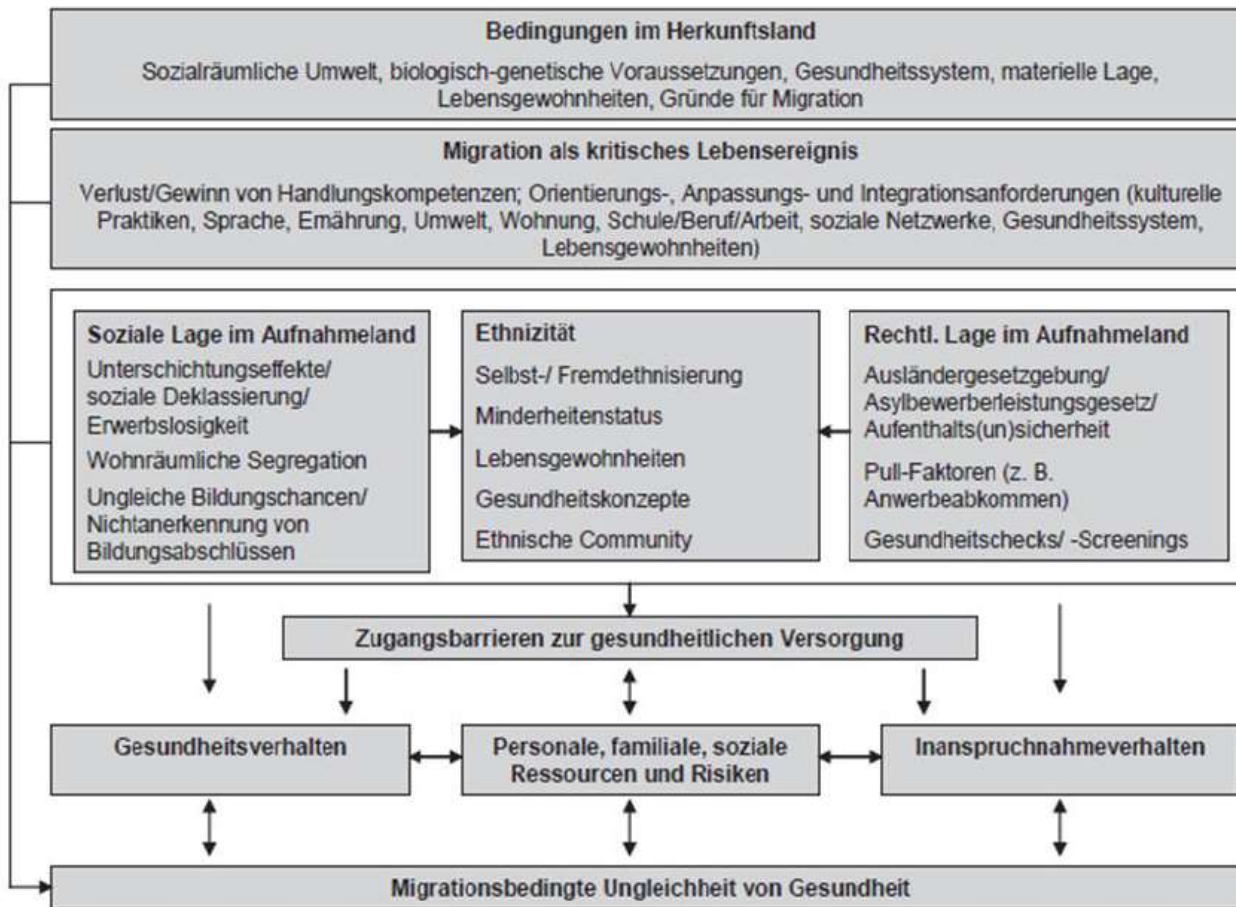 Bedingungen im Herkunftsland
Sozialräumliche Umwelt, biologisch-genetische Voraussetzungen, Gesundheitssystem, materielle Lage,
Lebensgewohnheiten, Gründe für Migration
Migration als kritisches Lebensereignis
Verlust/Gewinn von Handlungskompetenzen; Orientierungs-, Anpassungs- und Integrationsanforderungen (kulturelle
Praktiken, Sprache, Ernährung, Umwelt, Wohnung, Schule/Beruf/Arbeit, soziale Netzwerke, Gesundheitssystem,
Lebensgewohnheiten)
Soziale Lage im Aufnahmeland
Unterschichtungseffekte/
soziale Deklassierung/
Erwerbslosigkeit
Wohnräumliche Segregation
Ungleiche Bildungschancen/
Nichtanerkennung von
Bildungsabschlüssen
Ethnizität
Selbst-/ Fremdethnisierung
Minderheitenstatus
Lebensgewohnheiten
Gesundheitskonzepte
Ethnische Community
Rechtl. Lage im Aufnahmeland
Ausländergesetzgebung/
Asylbewerberleistungsgesetz/
Aufenthalts(un)sicherheit
Pull-Faktoren (z. B.
Anwerbeabkommen)
Gesundheitschecks/ -Screenings
Zugangsbarrieren zur gesundheitlichen Versorgung
Gesundheitsverhalten
Personale, familiale, soziale
Ressourcen und Risiken
Inanspruchnahmeverhalten
Migrationsbedingte Ungleichheit von Gesundheit